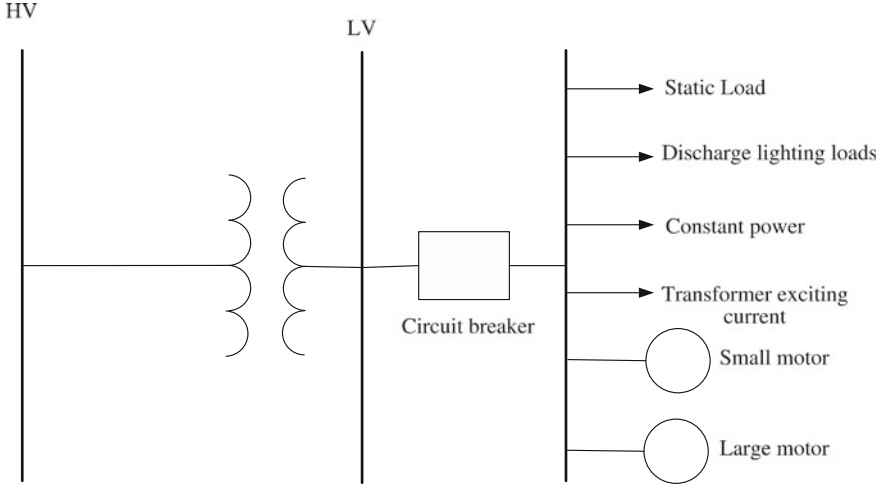 HV
LV
Static Load
Discharge lighting loads
Constant power
Transformer exciting
current
Circuit breaker
Small motor
Large motor